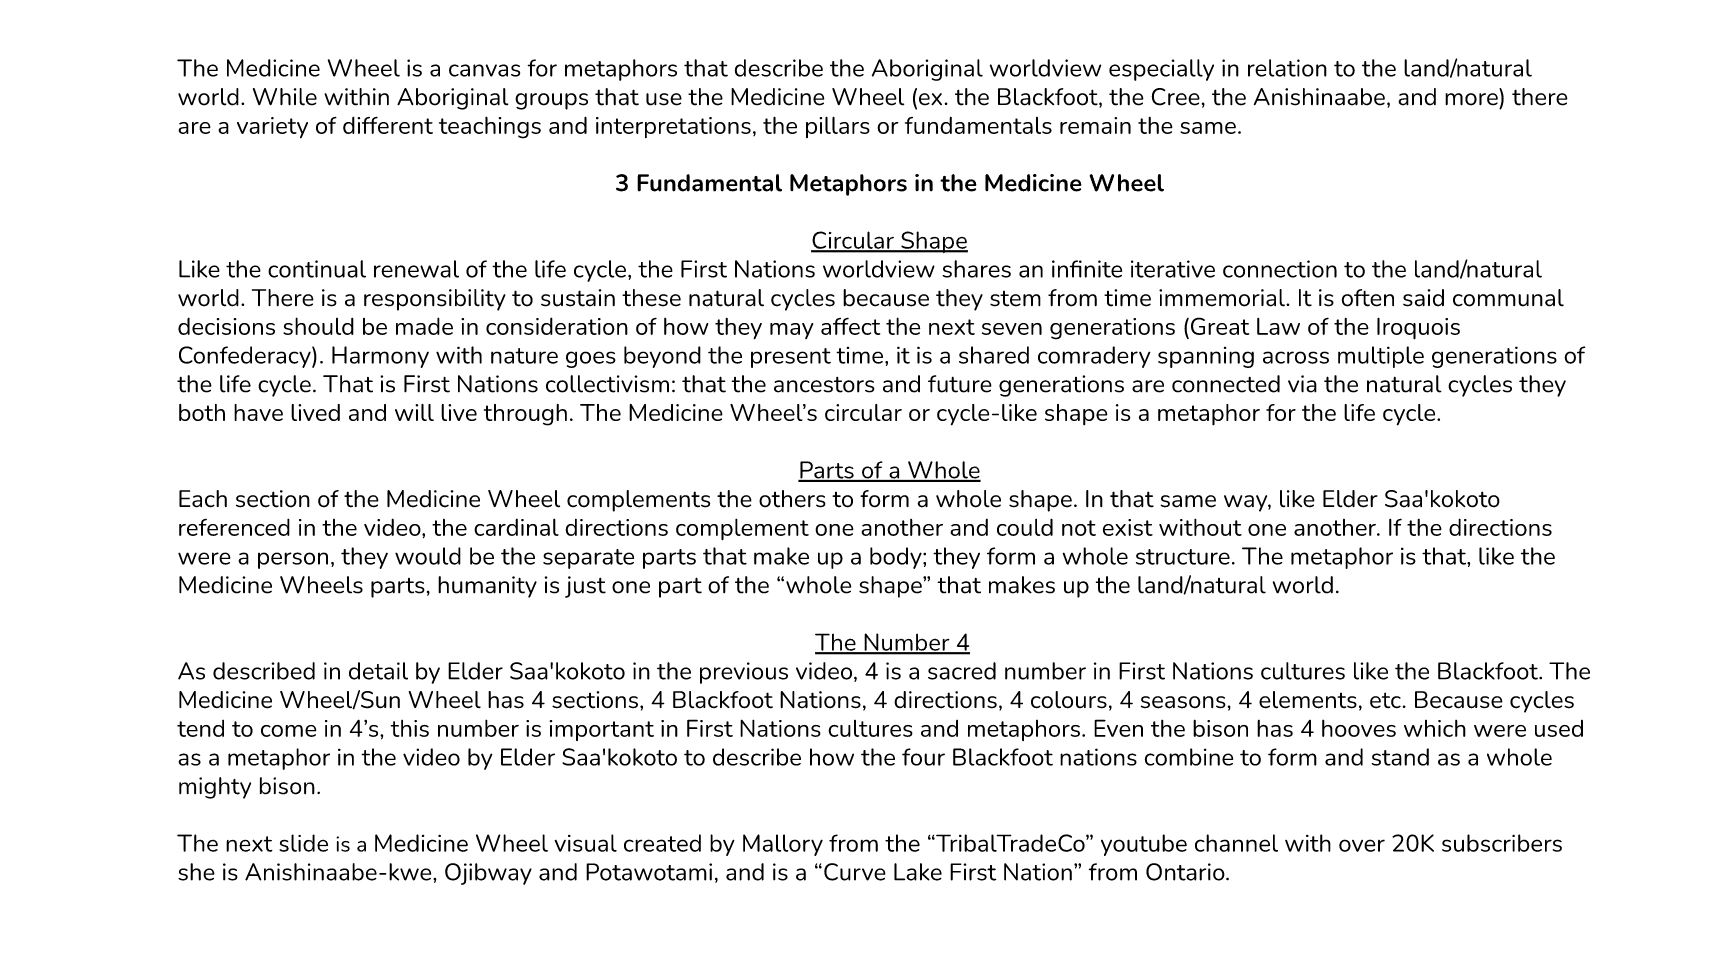 The Medicine Wheel is a canvas for metaphors that describe the Aboriginal worldview especially in relation to the land/natural
world. While within Aboriginal groups that use the Medicine Wheel (ex. the Blackfoot, the Cree, the Anishinaabe, and more) there
are a variety of different teachings and interpretations, the pillars or fundamentals remain the same.
3 Fundamental Metaphors in the Medicine Wheel
Circular Shape
Like the continual renewal of the life cycle, the First Nations worldview shares an infinite iterative connection to the land/natural
world. There is a responsibility to sustain these natural cycles because they stem from time immemorial. It is often said communal
decisions should be made in consideration of how they may affect the next seven generations (Great Law of the Iroquois
Confederacy). Harmony with nature goes beyond the present time, it is a shared comradery spanning across multiple generations of
the life cycle. That is First Nations collectivism: that the ancestors and future generations are connected via the natural cycles they
both have lived and will live through. The Medicine Wheel’s circular or cycle-like shape is a metaphor for the life cycle.
Parts of a Whole
Each section of the Medicine Wheel complements the others to form a whole shape. In that same way, like Elder Saa'kokoto
referenced in the video, the cardinal directions complement one another and could not exist without one another. If the directions
were a person, they would be the separate parts that make up a body; they form a whole structure. The metaphor is that, like the
Medicine Wheels parts, humanity is just one part of the “whole shape” that makes up the land/natural world.
The Number 4
As described in detail by Elder Saa'kokoto in the previous video, 4 is a sacred number in First Nations cultures like the Blackfoot. The
Medicine Wheel/Sun Wheel has 4 sections, 4 Blackfoot Nations, 4 directions, 4 colours, 4 seasons, 4 elements, etc. Because cycles
tend to come in 4’s, this number is important in First Nations cultures and metaphors. Even the bison has 4 hooves which were used
as a metaphor in the video by Elder Saa'kokoto to describe how the four Blackfoot nations combine to form and stand as a whole
mighty bison.
The next slide is a Medicine Wheel visual created by Mallory from the “TribalTradeCo” youtube channel with over 20K subscribers
she is Anishinaabe-kwe, Ojibway and Potawotami, and is a “Curve Lake First Nation” from Ontario.